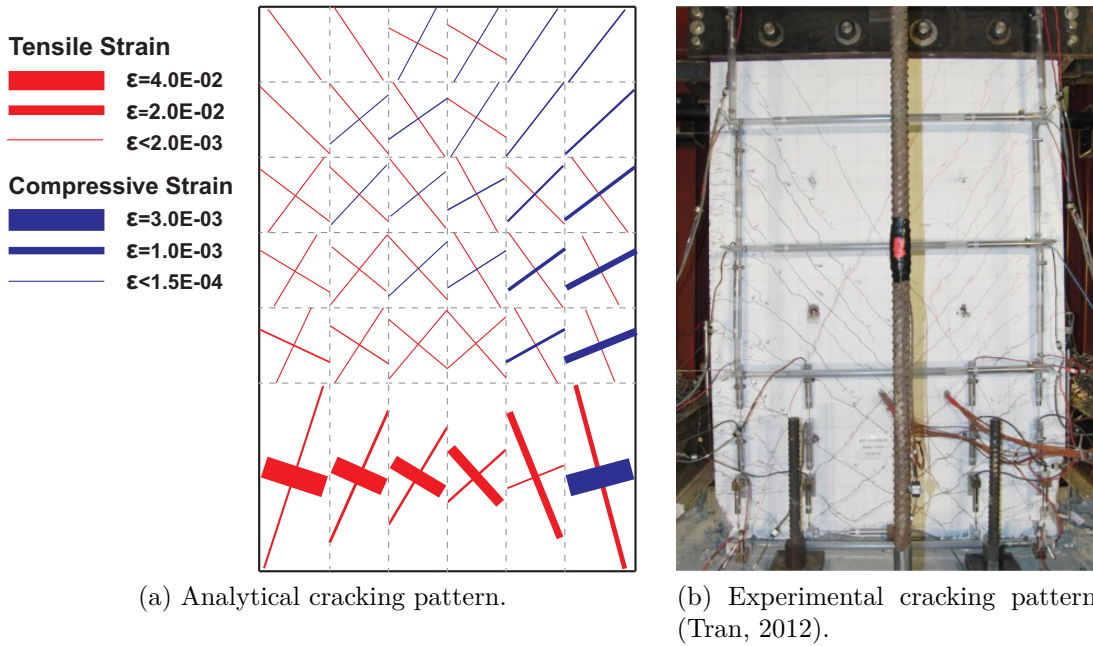 Tensile Strain
ε=4.0E-02
ε=2.0E-02
ε<2.0E-03
Compressive Strain
ε=3.0E-03
ε=1.0E-03
ε<1.5E-04
(a) Analytical cracking pattern.
(b) Experimental cracking pattern
(Tran, 2012).